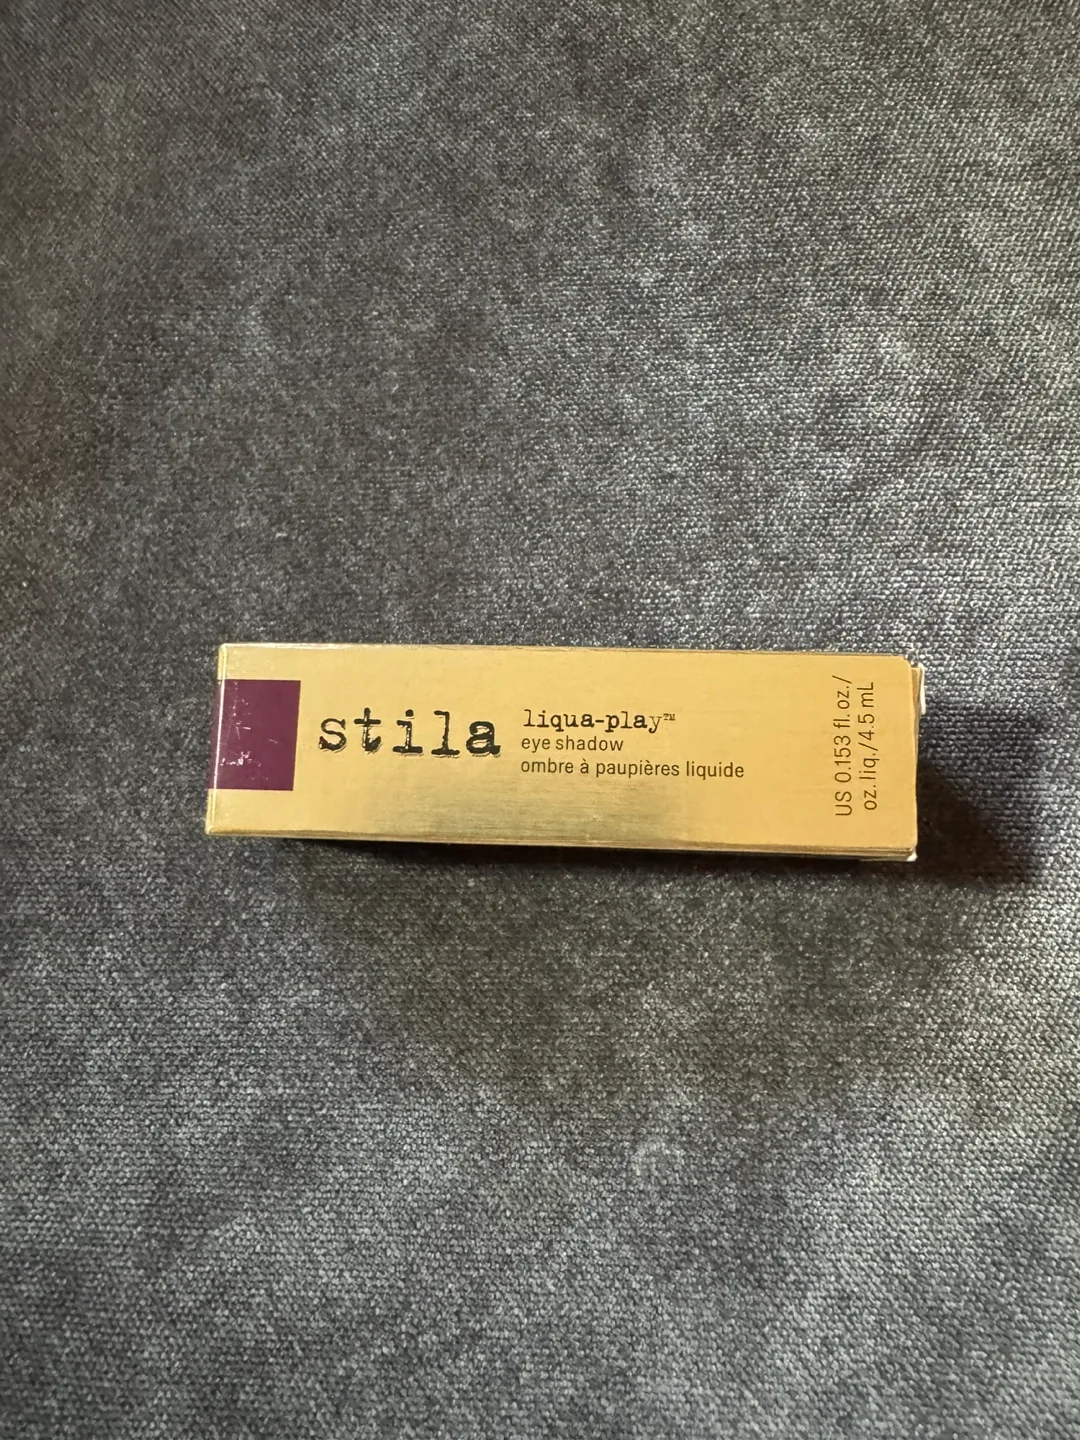 stila
liqua-play™
eye shadow
ombre à paupières liquide
US 0.153 fl. oz./
oz. liq./4.5 mL